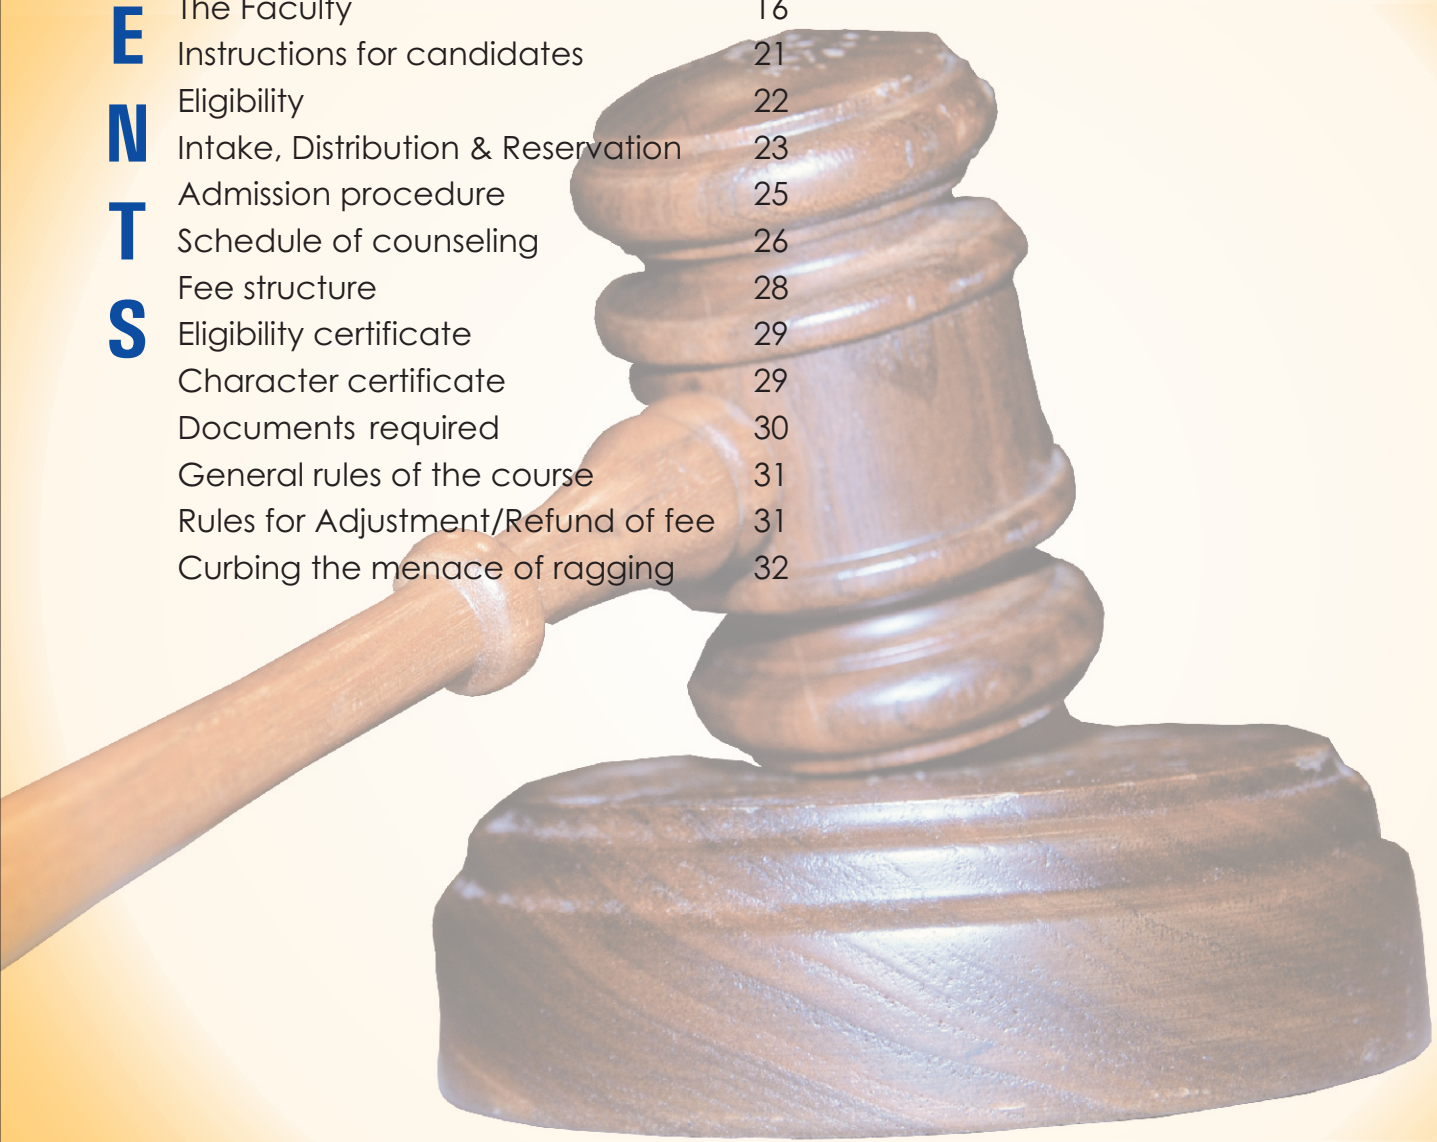 E
N
T
S
The Faculty 16
Instructions for candidates 21
Eligibility 22
Intake, Distribution & Reservation 23
Admission procedure 25
Schedule of counseling 26
Fee structure 28
Eligibility certificate 29
Character certificate 29
Documents required 30
General rules of the course 31
Rules for Adjustment/Refund of fee 31
Curbing the menace of ragging 32